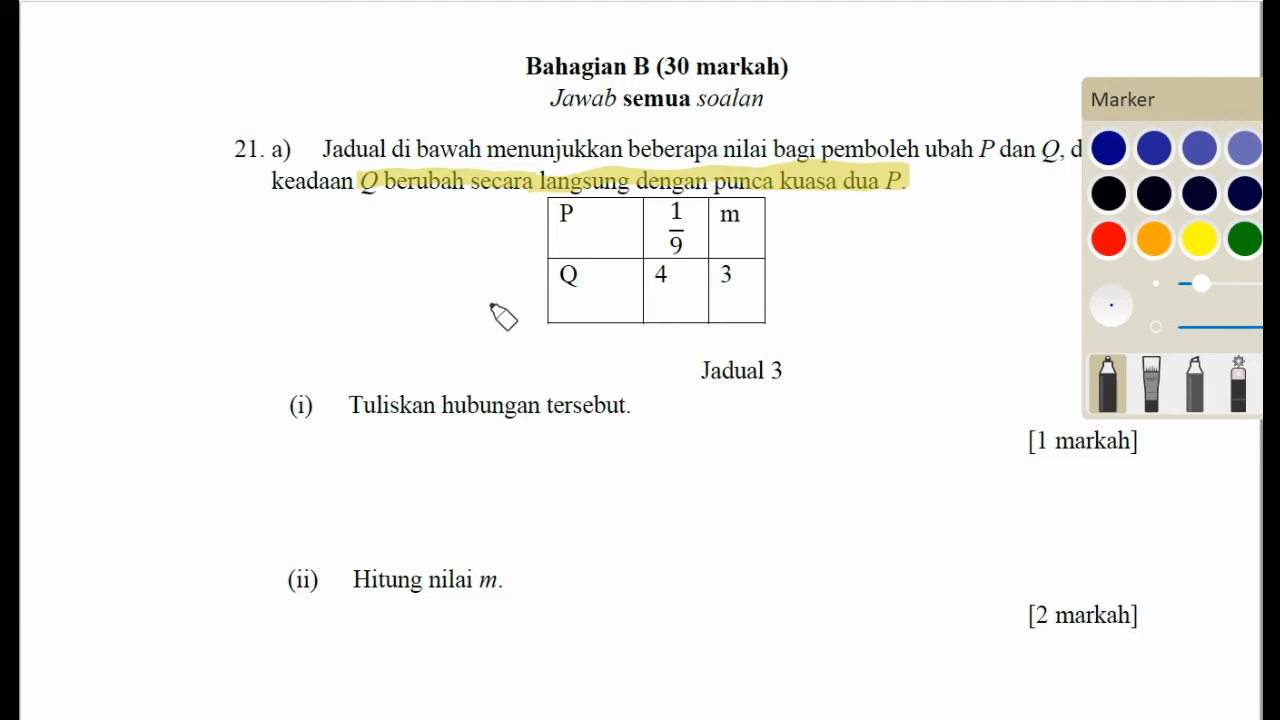 Bahagian B (30 markah)
Jawab semua soalan
Marker
21. a) Jadual di bawah menunjukkan beberapa nilai bagi pemboleh ubah P dan Q, d
keadaan Q berubah secara langsung dengan punca kuasa dua P.
P 1/9 m
Q 4 3
Jadual 3
(i) Tuliskan hubungan tersebut.
[1 markah]
(ii) Hitung nilai m.
[2 markah]